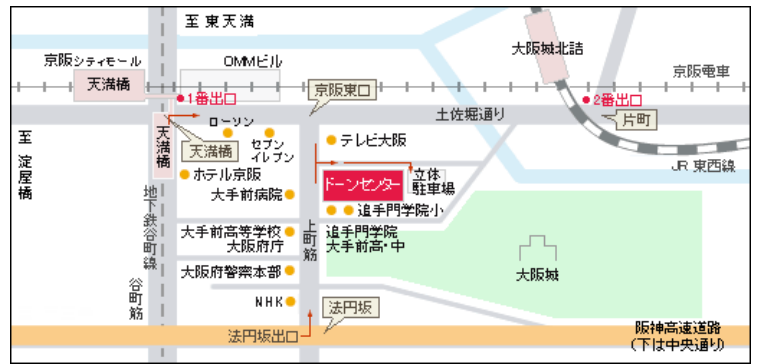 至 東天満
京阪シティモール
OMMビル
大阪城北詰
天満橋
京阪電車
1番出口
京阪東口
2番出口
土佐堀通り
片町
至 淀屋橋
天満橋
ローソン
天満橋
セブン
イレブン
テレビ大阪
JR 東西線
ホテル京阪
ドーンセンター
立体
駐車場
大手前病院
追手門学院小
地下鉄谷町線
上町筋
大手前高等学校
大阪府庁
追手門学院
大手前高・中
大阪城
大阪府警察本部
谷町筋
NHK
法円坂
法円坂出口
阪神高速道路
(下は中央通り)